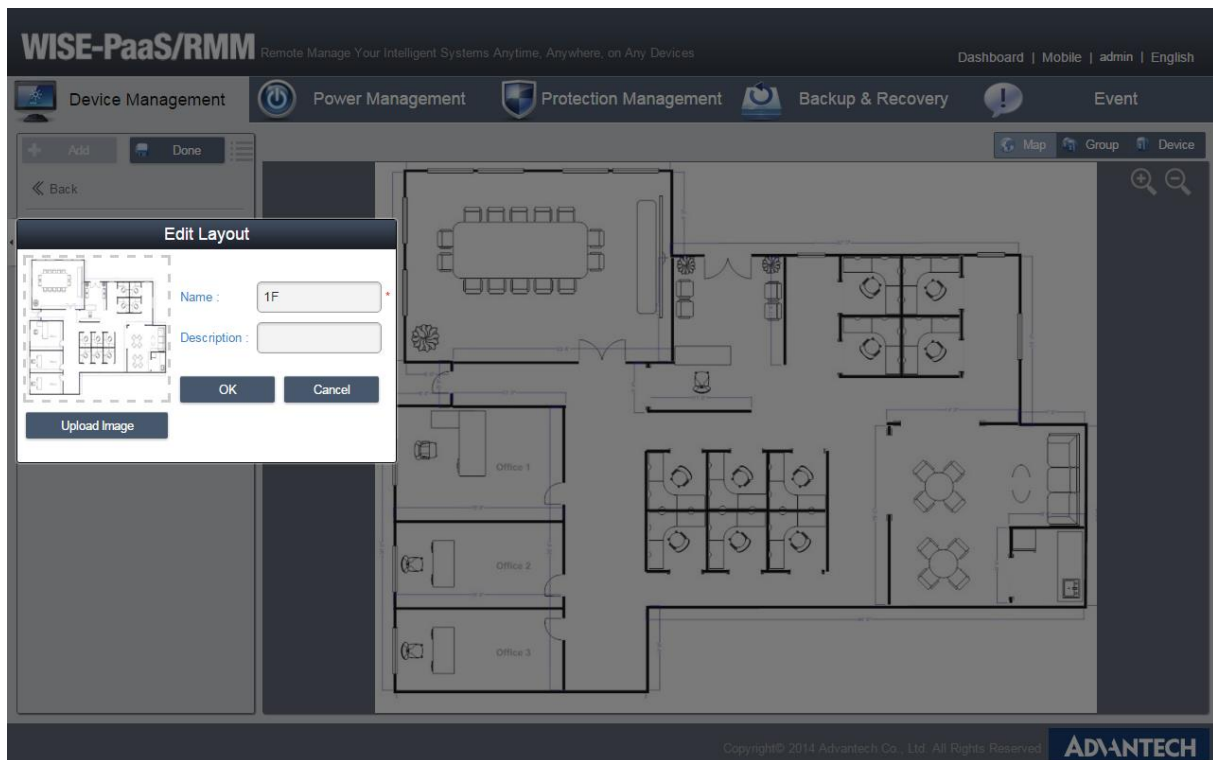 WISE-PaaS/RMM Remote Manage Your Intelligent Systems Anytime, Anywhere, on Any Devices
Dashboard | Mobile | admin | English
Device Management Power Management Protection Management Backup & Recovery Event
Add Done
Map Group Device
Back
Edit Layout
Name : 1F *
Description :
OK Cancel
Upload Image
Office 1
Office 2
Office 3
Copyright© 2014 Advantech Co., Ltd. All Rights Reserved ADVANTECH